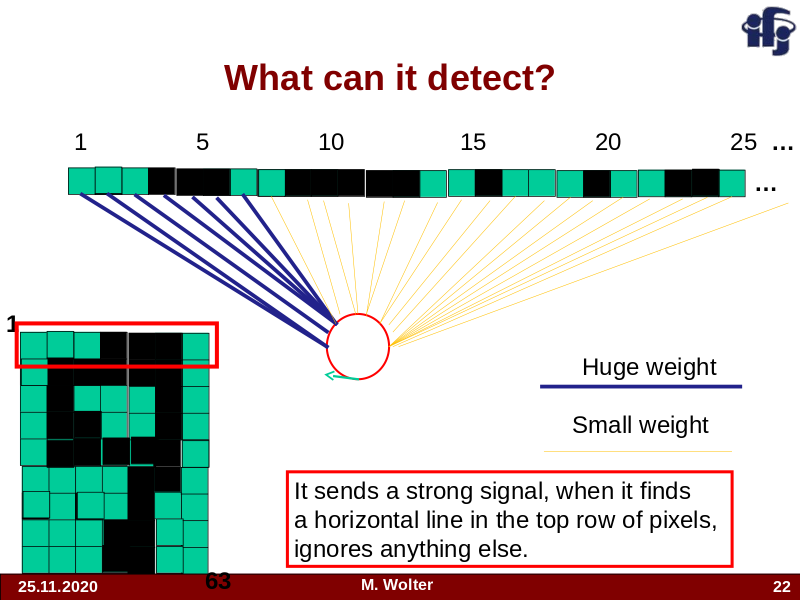 ifj
What can it detect?
1 5 10 15 20 25 ...
...
1
Huge weight
Small weight
It sends a strong signal, when it finds
a horizontal line in the top row of pixels,
ignores anything else.
63
25.11.2020 M. Wolter 22